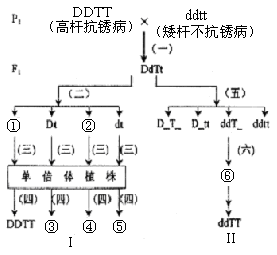 P₁ DDTT × ddtt
(高杆抗锈病) (矮杆不抗锈病)
(一)
F₁ DdTt
(二) (五)
① Dt ② dt D_T_ D_tt ddT_ D_tt
(三) (三) (三) (三) (六)
单倍体植株 ⑥
(四) (四) (四) (四)
DDTT ③ ④ ⑤ ddTT
I II